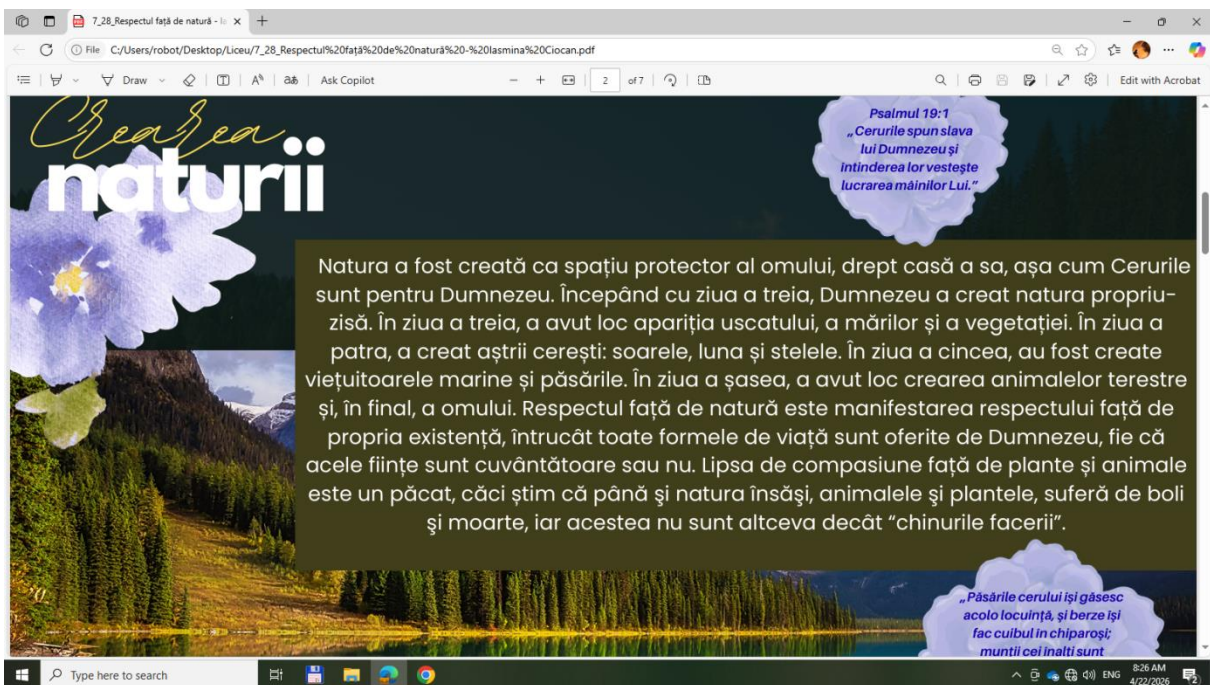 7_28_Respectul față de natură - Ia
File
C:/Users/robot/Desktop/Liceu/7_28_Respectul%20față%20de%20natură%20-%20Iasmina%20Ciocan.pdf
Draw
Ask Copilot
2 of 7
Edit with Acrobat
Crearea
naturii
Psalmul 19:1
„Cerurile spun slava
lui Dumnezeu și
intinderea lor vestește
lucrarea mâinilor Lui.”
Natura a fost creată ca spațiu protector al omului, drept casă a sa, așa cum Cerurile
sunt pentru Dumnezeu. Începând cu ziua a treia, Dumnezeu a creat natura propriu-
zisă. În ziua a treia, a avut loc apariția uscatului, a mărilor și a vegetației. În ziua a
patra, a creat aștrii cerești: soarele, luna și stelele. În ziua a cincea, au fost create
viețuitoarele marine și păsările. În ziua a șasea, a avut loc crearea animalelor terestre
și, în final, a omului. Respectul față de natură este manifestarea respectului față de
propria existență, întrucât toate formele de viață sunt oferite de Dumnezeu, fie că
acele ființe sunt cuvântătoare sau nu. Lipsa de compasiune față de plante și animale
este un păcat, căci știm că până şi natura însăşi, animalele şi plantele, suferă de boli
şi moarte, iar acestea nu sunt altceva decât “chinurile facerii”.
„Păsările cerului își găsesc
acolo locuință, și berze își
fac cuibul in chiparoși;
munții cei inalți sunt
Type here to search
ENG
8:26 AM
4/22/2026